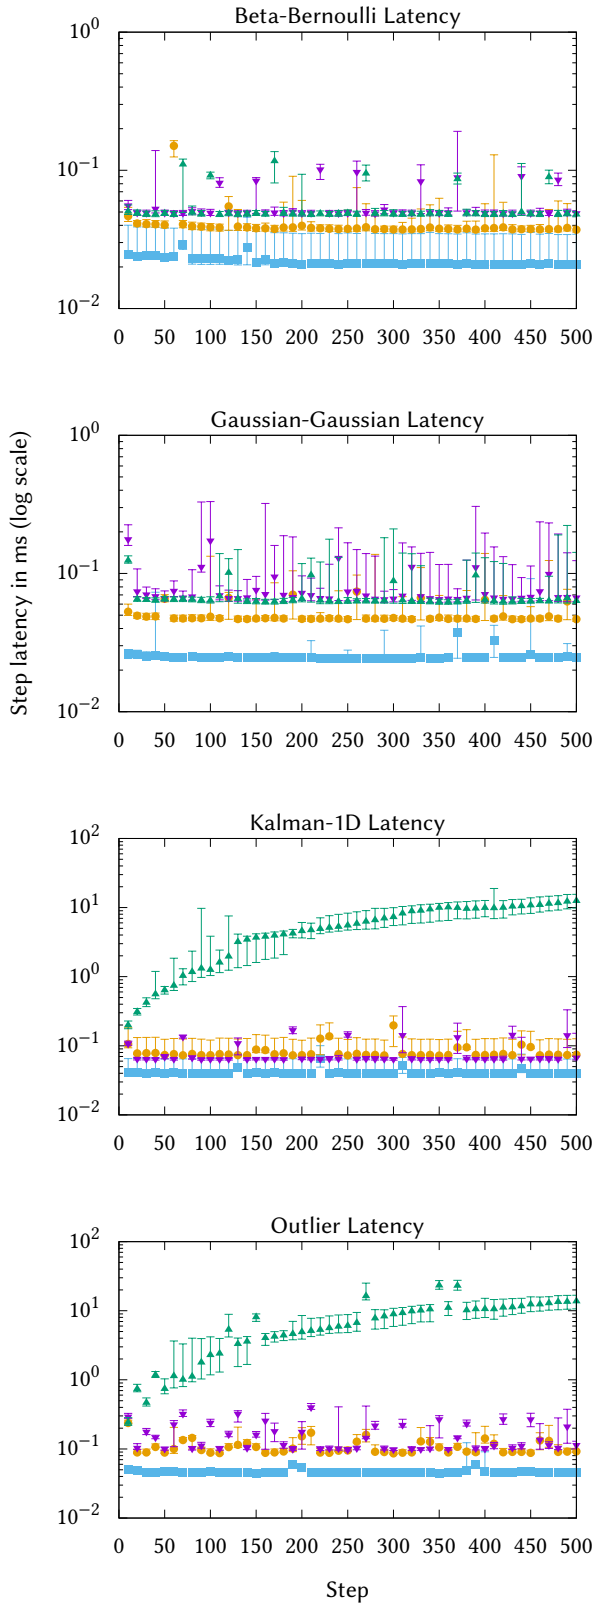 Beta-Bernoulli Latency
10^0
10^-1
10^-2
0 50 100 150 200 250 300 350 400 450 500
Gaussian-Gaussian Latency
10^0
10^-1
10^-2
0 50 100 150 200 250 300 350 400 450 500
Step latency in ms (log scale)
Kalman-1D Latency
10^2
10^1
10^0
10^-1
10^-2
0 50 100 150 200 250 300 350 400 450 500
Outlier Latency
10^2
10^1
10^0
10^-1
10^-2
0 50 100 150 200 250 300 350 400 450 500
Step